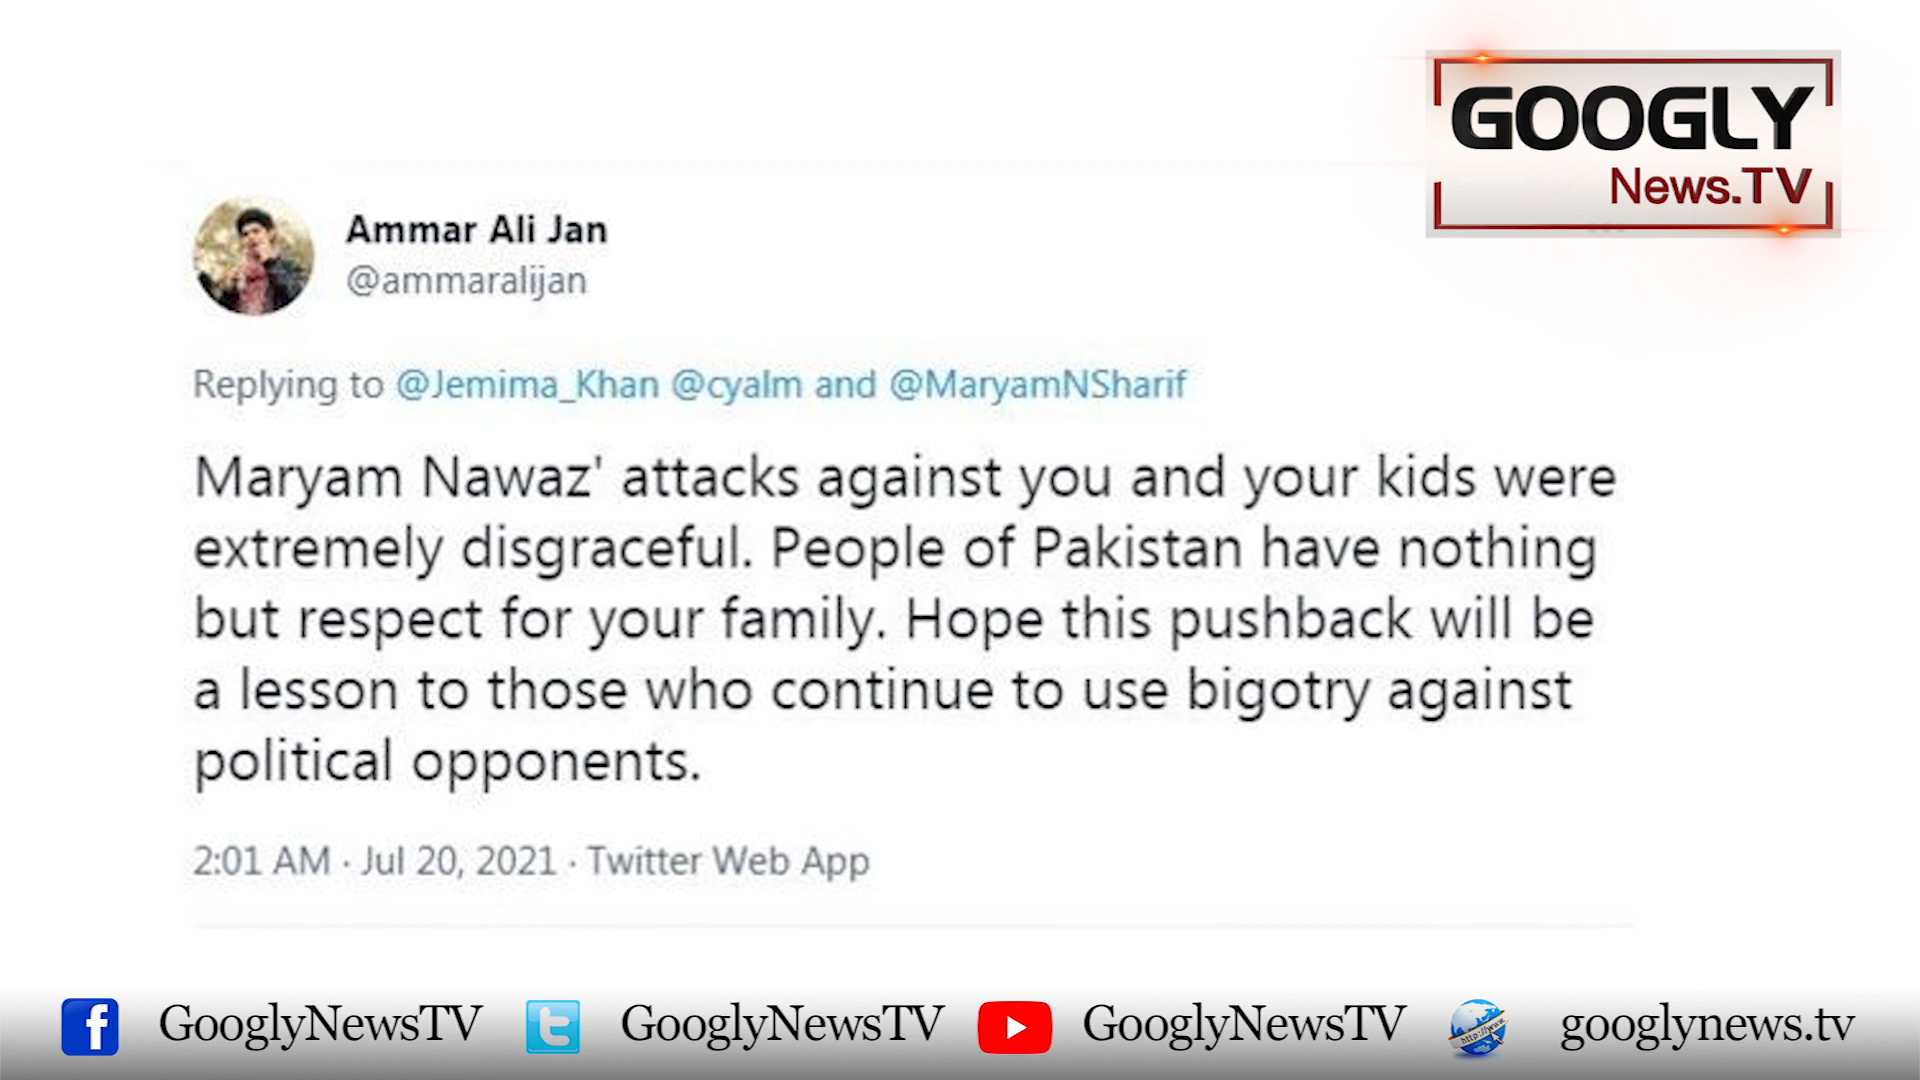 GOOGLY
News.TV
Ammar Ali Jan
@ammaralijan
Replying to @Jemima_Khan @cyalm and @MaryamNSharif
Maryam Nawaz' attacks against you and your kids were
extremely disgraceful. People of Pakistan have nothing
but respect for your family. Hope this pushback will be
a lesson to those who continue to use bigotry against
political opponents.
2:01 AM · Jul 20, 2021 · Twitter Web App
GooglyNewsTV GooglyNewsTV GooglyNewsTV googlynews.tv